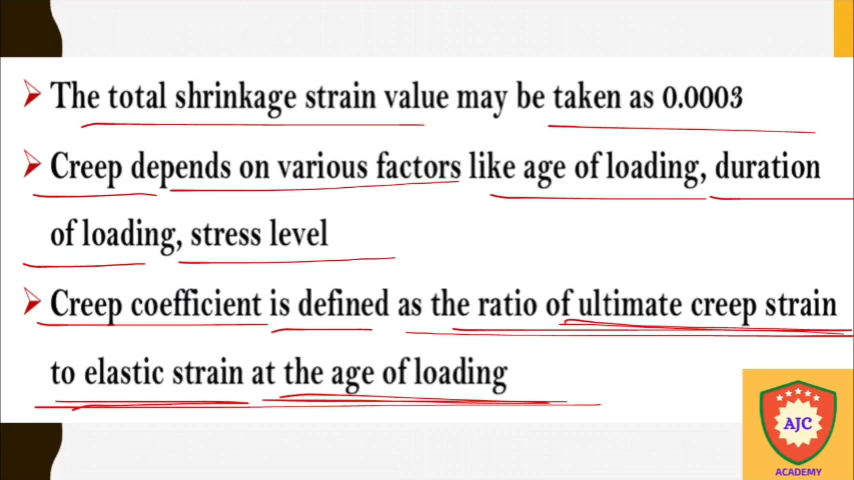 The total shrinkage strain value may be taken as 0.0003
Creep depends on various factors like age of loading, duration
of loading, stress level
Creep coefficient is defined as the ratio of ultimate creep strain
to elastic strain at the age of loading
AJC
ACADEMY